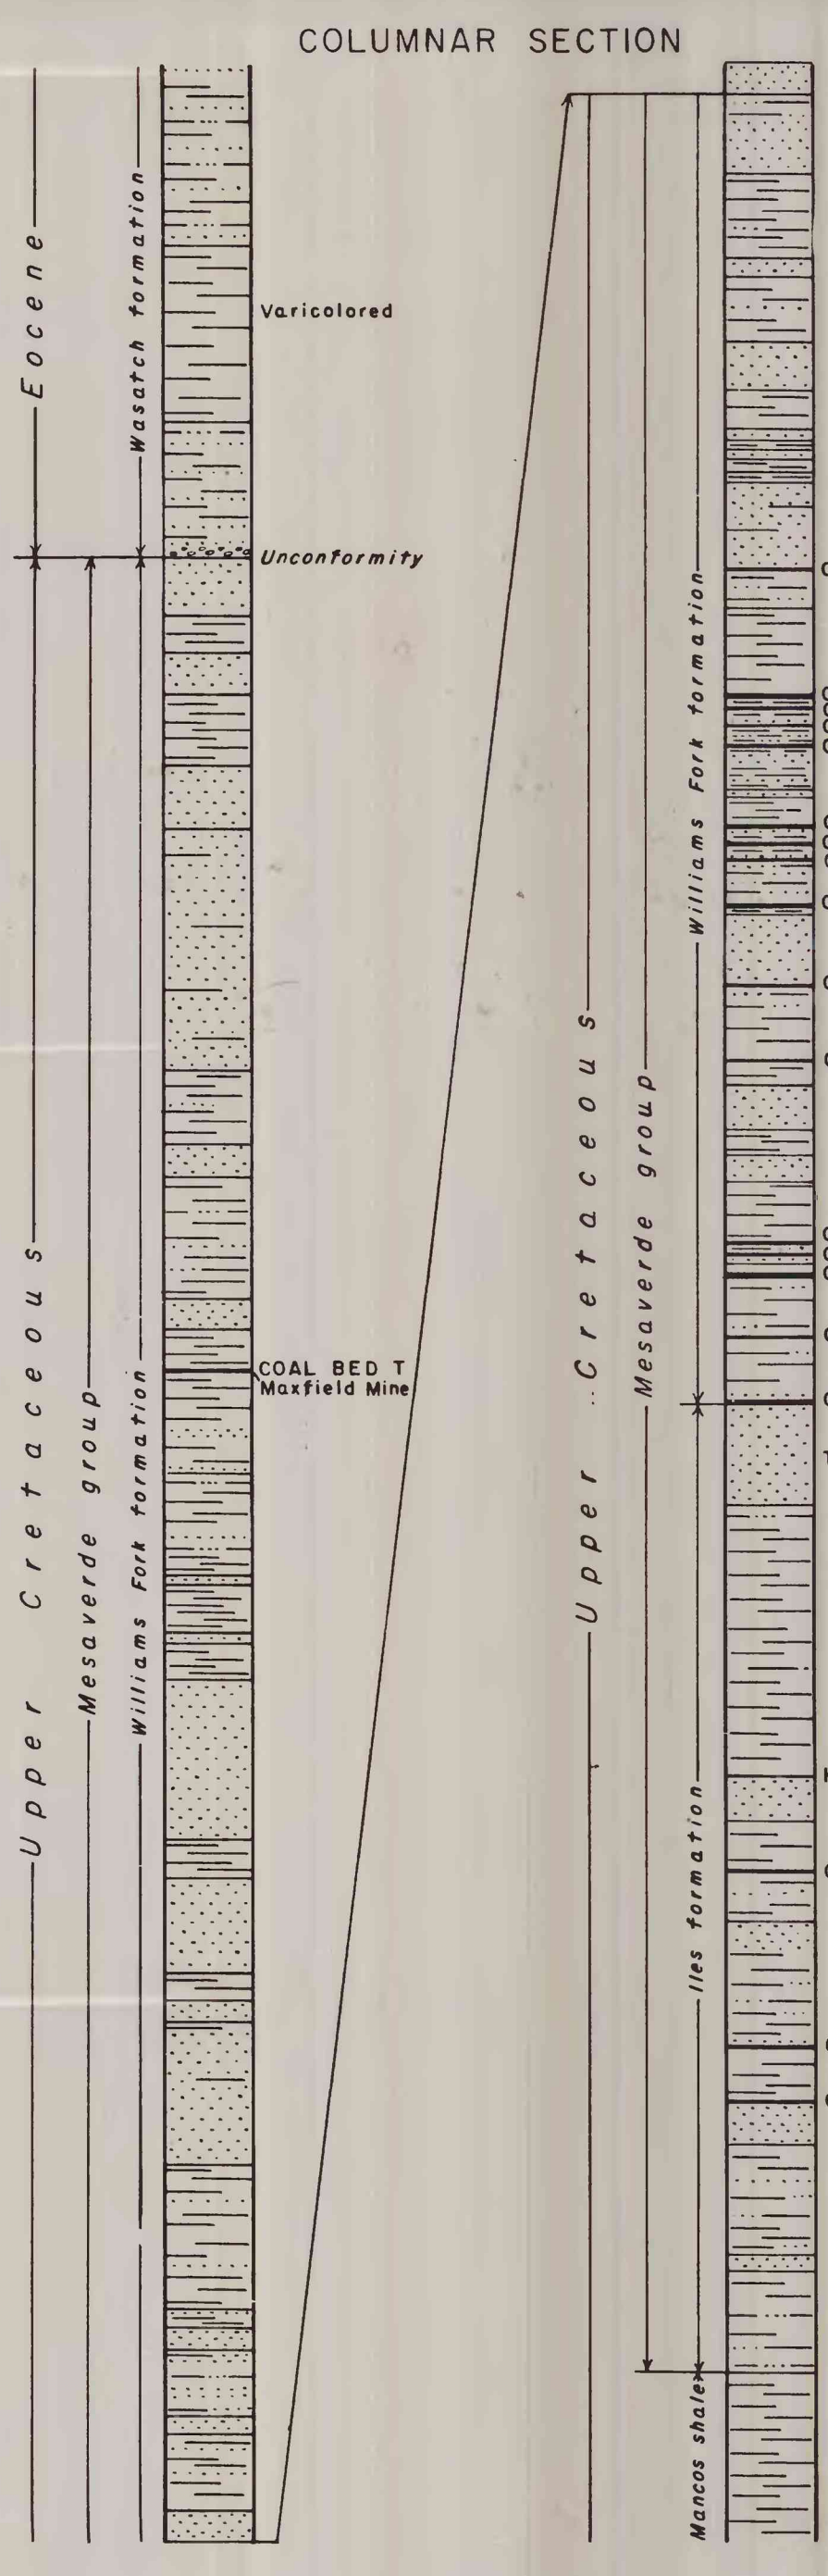 COLUMNAR SECTION
Eocene
Wasatch formation
Varicolored
Unconformity
Upper Cretaceous
Mesaverde group
Williams Fork formation
COAL BED T
Maxfield Mine
Upper Cretaceous
Mesaverde group
Williams Fork formation
Iles formation
Mancos shale